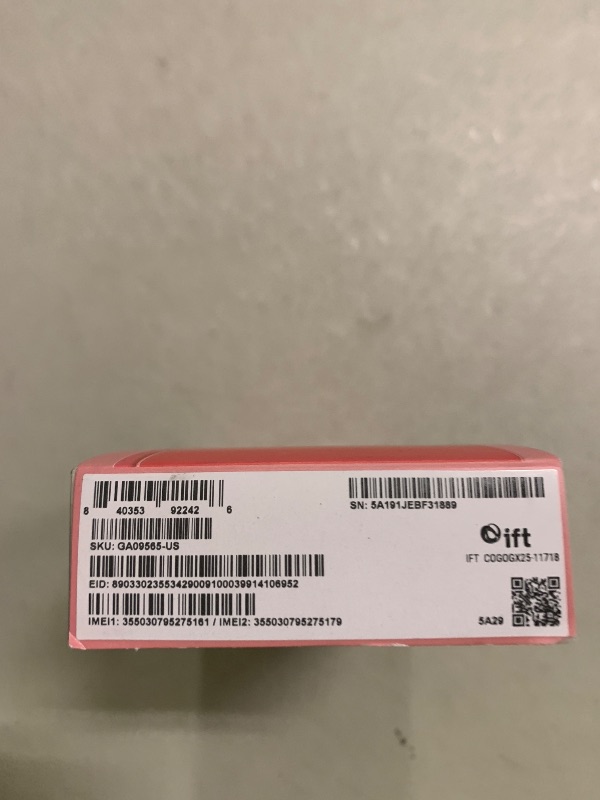 8 40353 92242 6
SN: 5A191JEBF31889
SKU: GA09565-US
ift
IFT COGOGX25-11718
EID: 89033023553429009100039914106952
5A29
IMEI1: 355030795275161 / IMEI2: 355030795275179